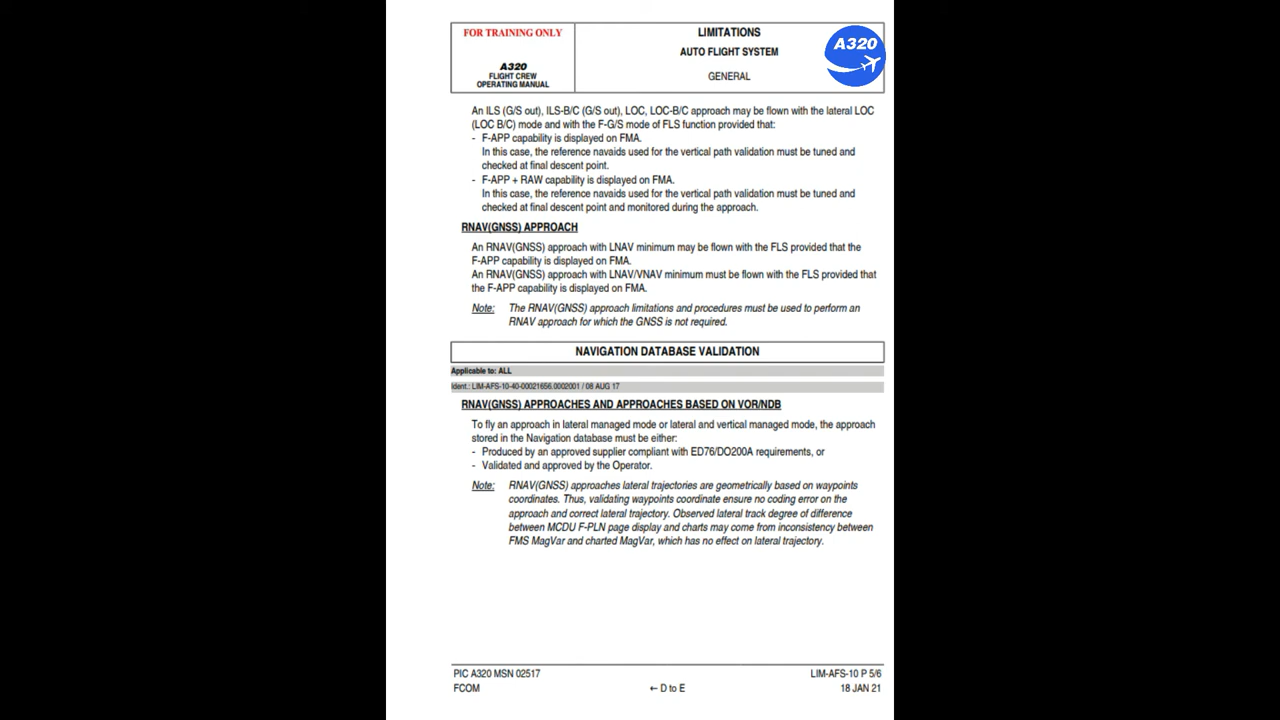 FOR TRAINING ONLY
A320
FLIGHT CREW
OPERATING MANUAL
LIMITATIONS
AUTO FLIGHT SYSTEM
GENERAL
A320
An ILS (G/S out), ILS-B/C (G/S out), LOC, LOC-B/C approach may be flown with the lateral LOC
(LOC B/C) mode and with the F-G/S mode of FLS function provided that:
- F-APP capability is displayed on FMA.
In this case, the reference navaids used for the vertical path validation must be tuned and
checked at final descent point.
- F-APP + RAW capability is displayed on FMA.
In this case, the reference navaids used for the vertical path validation must be tuned and
checked at final descent point and monitored during the approach.
RNAV(GNSS) APPROACH
An RNAV(GNSS) approach with LNAV minimum may be flown with the FLS provided that the
F-APP capability is displayed on FMA.
An RNAV(GNSS) approach with LNAV/VNAV minimum must be flown with the FLS provided that
the F-APP capability is displayed on FMA.
Note: The RNAV(GNSS) approach limitations and procedures must be used to perform an
RNAV approach for which the GNSS is not required.
NAVIGATION DATABASE VALIDATION
Applicable to: ALL
Ident.: LIM-AFS-10-40-00021656.0002001 / 08 AUG 17
RNAV(GNSS) APPROACHES AND APPROACHES BASED ON VOR/NDB
To fly an approach in lateral managed mode or lateral and vertical managed mode, the approach
stored in the Navigation database must be either:
- Produced by an approved supplier compliant with ED76/DO200A requirements, or
- Validated and approved by the Operator.
Note: RNAV(GNSS) approaches lateral trajectories are geometrically based on waypoints
coordinates. Thus, validating waypoints coordinate ensure no coding error on the
approach and correct lateral trajectory. Observed lateral track degree of difference
between MCDU F-PLN page display and charts may come from inconsistency between
FMS MagVar and charted MagVar, which has no effect on lateral trajectory.
PIC A320 MSN 02517
LIM-AFS-10 P 5/6
FCOM
← D to E
18 JAN 21